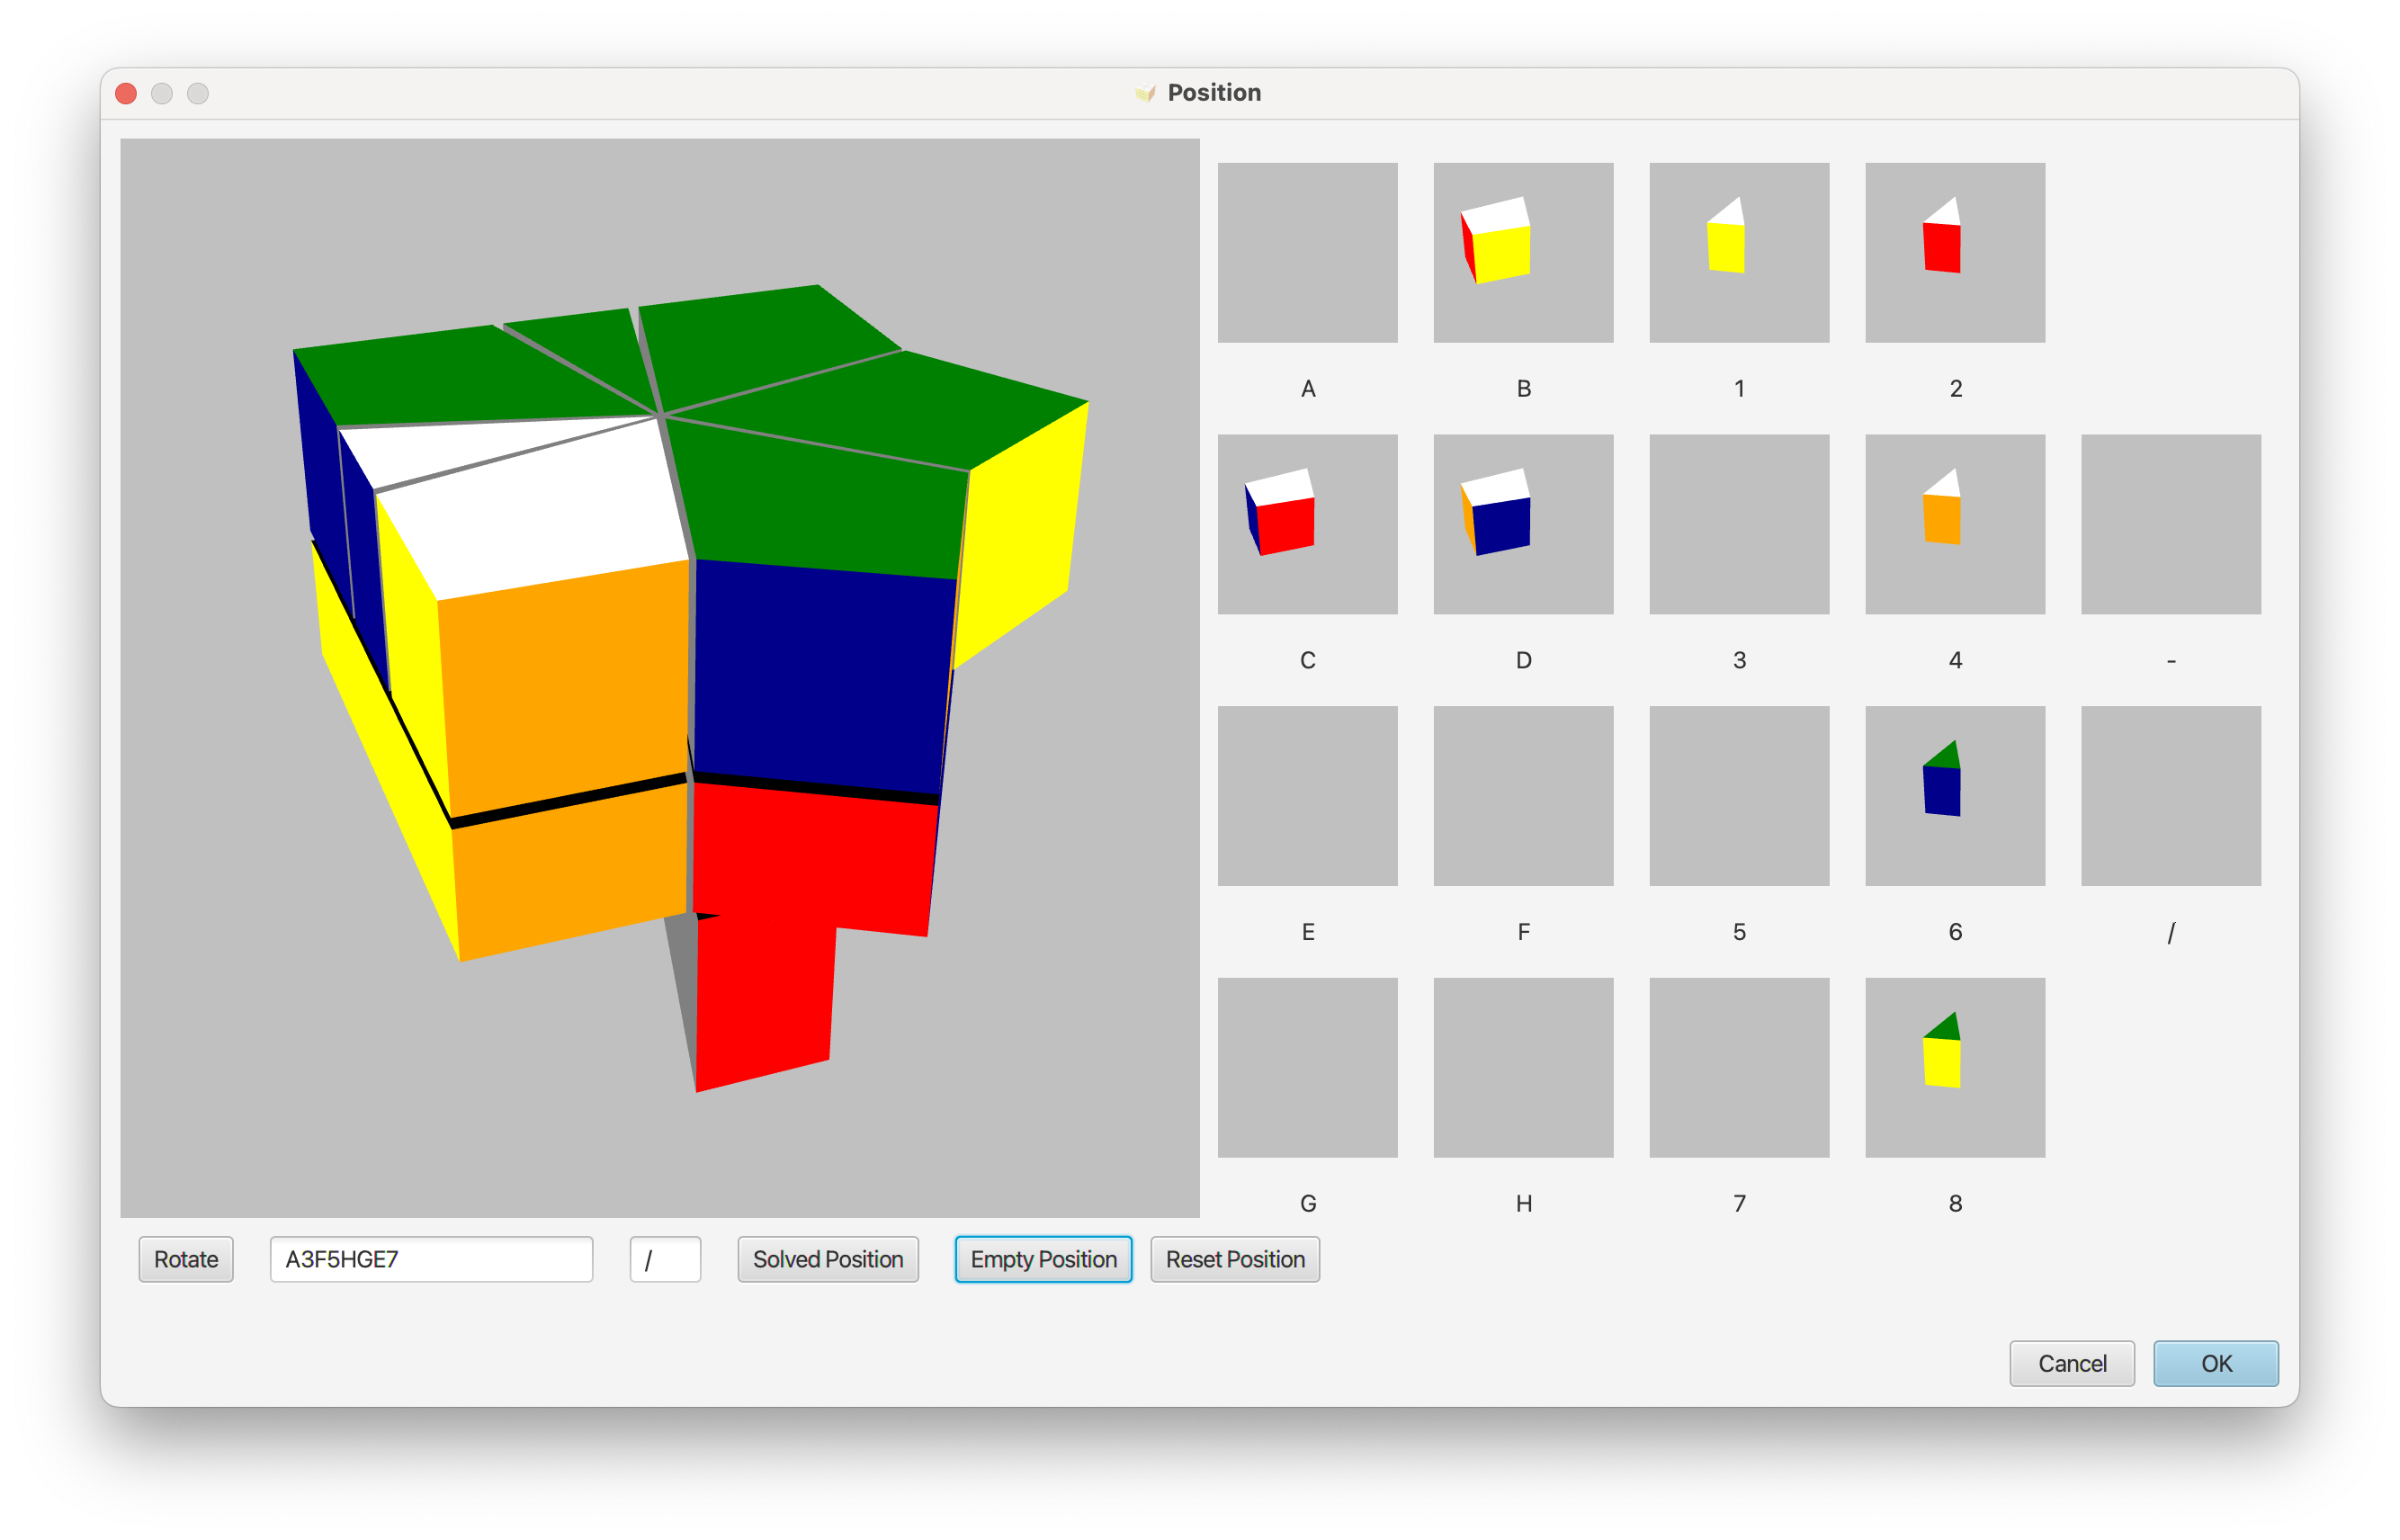 Position
A B 1 2
C D 3 4 -
E F 5 6 /
G H 7 8
Rotate A3F5HGE7 / Solved Position Empty Position Reset Position
Cancel OK